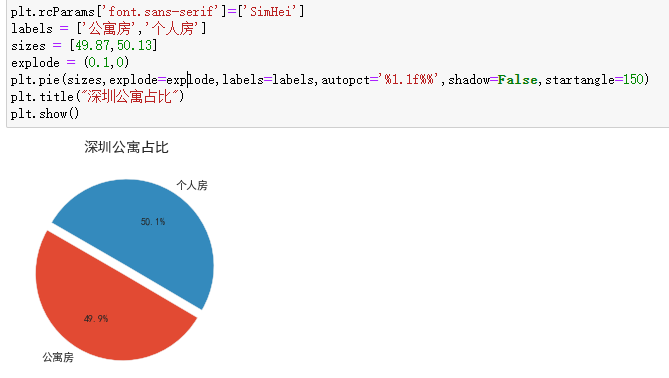 plt.rcParams['font.sans-serif']=['SimHei']
labels = ['公寓房','个人房']
sizes = [49.87,50.13]
explode = (0.1,0)
plt.pie(sizes,explode=explode,labels=labels,autopct='%1.1f%%',shadow=False,startangle=150)
plt.title("深圳公寓占比")
plt.show()
深圳公寓占比
个人房
50.1%
49.9%
公寓房